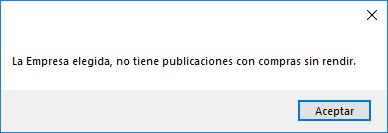 La Empresa elegida, no tiene publicaciones con compras sin rendir.
Aceptar